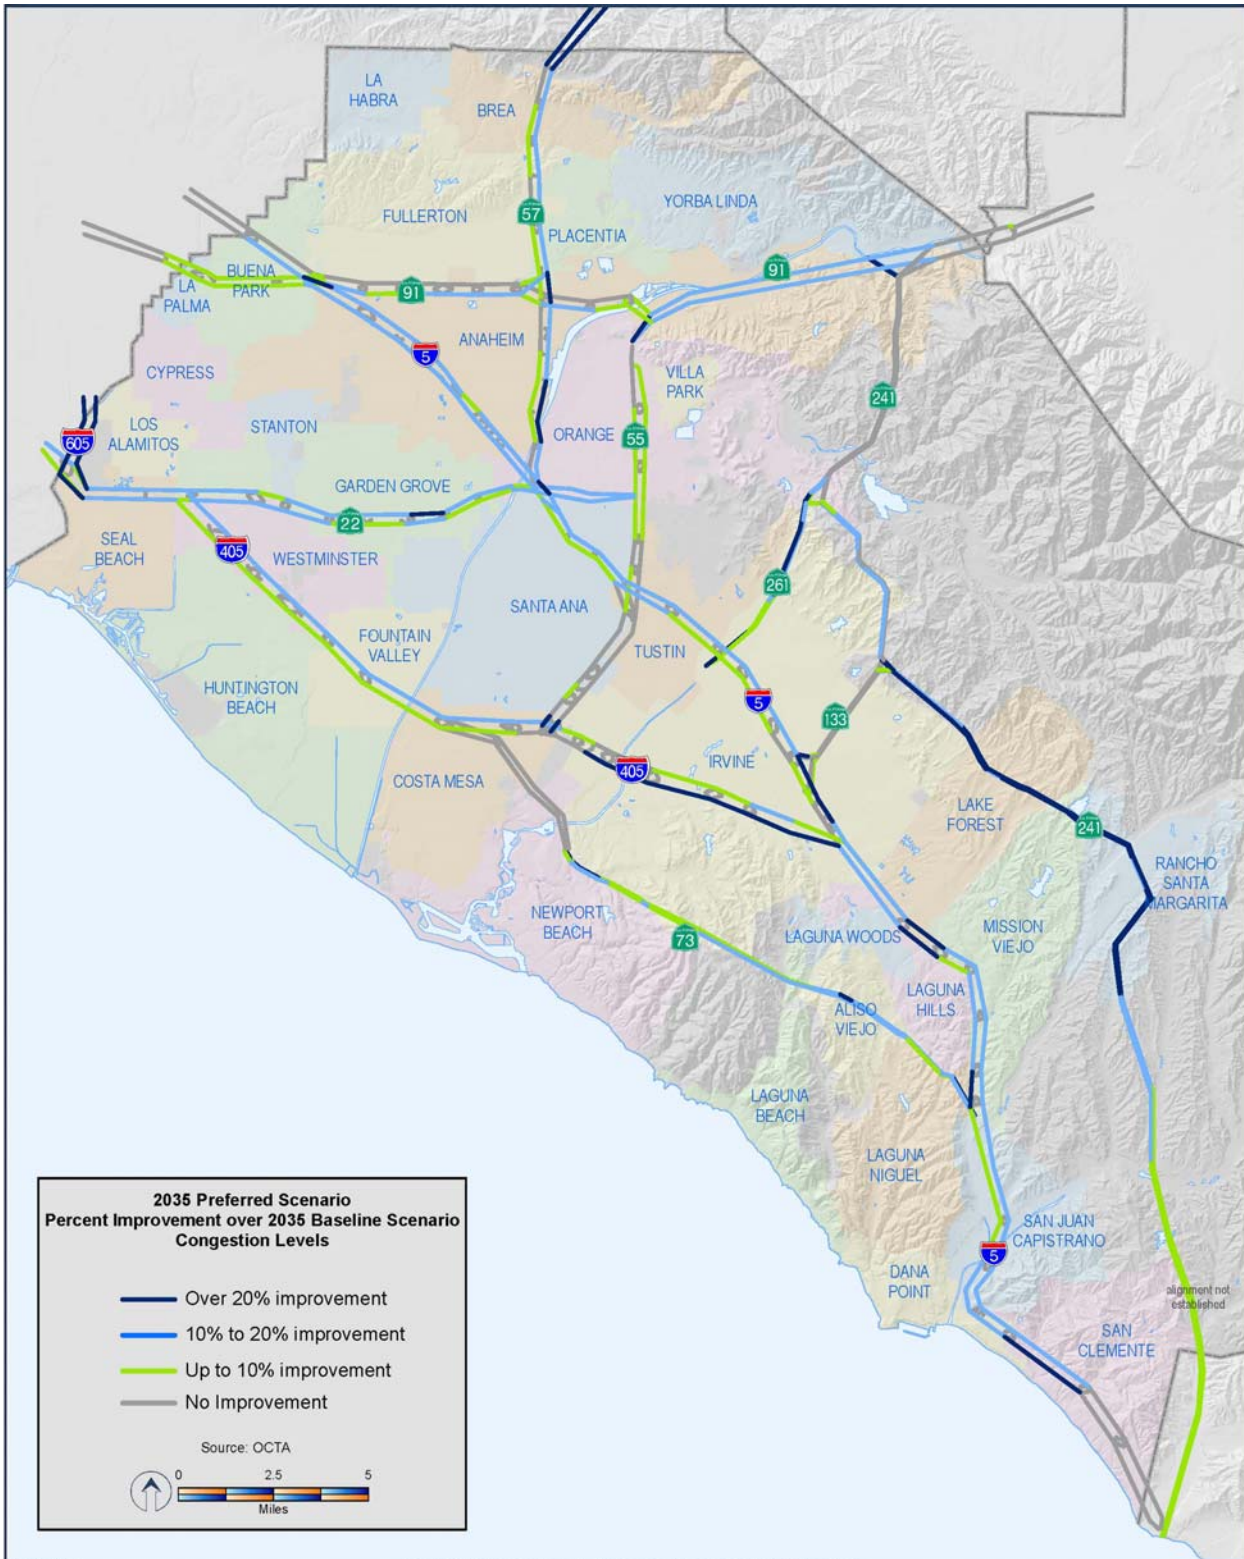 LA
HABRA
BREA
YORBA LINDA
FULLERTON
57
PLACENTIA
91
BUENA
PARK
LA
PALMA
91
ANAHEIM
5
CYPRESS
VILLA
PARK
241
STANTON
LOS
ALAMITOS
605
ORANGE
55
GARDEN GROVE
22
SEAL
BEACH
405
WESTMINSTER
261
SANTA ANA
FOUNTAIN
VALLEY
TUSTIN
HUNTINGTON
BEACH
5
133
IRVINE
405
COSTA MESA
LAKE
FOREST
241
RANCHO
SANTA
MARGARITA
NEWPORT
BEACH
73
LAGUNA WOODS
MISSION
VIEJO
LAGUNA
HILLS
ALISO
VIEJO
LAGUNA
BEACH
LAGUNA
NIGUEL
SAN JUAN
CAPISTRANO
5
DANA
POINT
alignment not
established
SAN
CLEMENTE
2035 Preferred Scenario
Percent Improvement over 2035 Baseline Scenario
Congestion Levels
Over 20% improvement
10% to 20% improvement
Up to 10% improvement
No Improvement
Source: OCTA
0 2.5 5
Miles